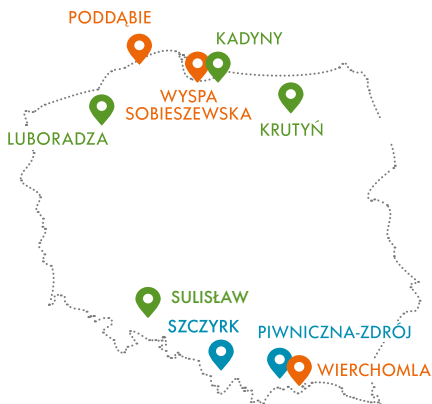 PODDĄBIE
KADYNY
WYSPA
SOBIESZEWSKA
KRUTYŃ
LUBORADZA
SULISŁAW
SZCZYRK
PIWNICZNA-ZDRÓJ
WIERCHOMLA